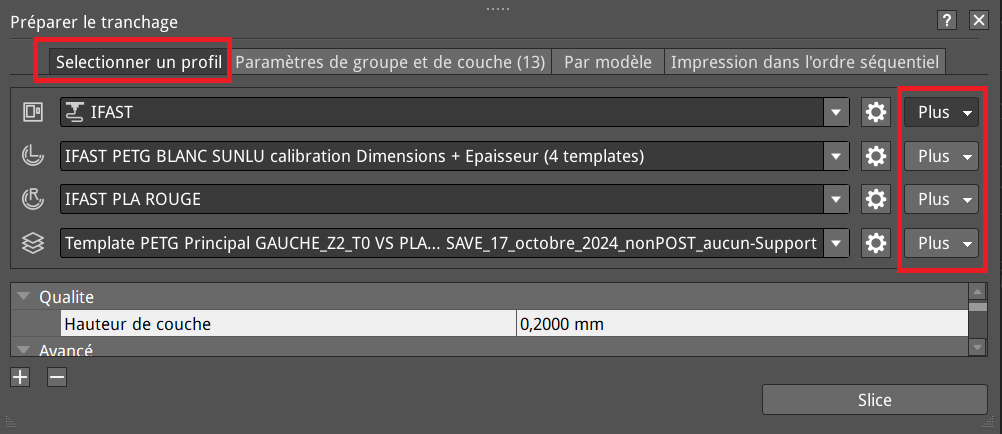 Préparer le tranchage ?
Selectionner un profil Paramètres de groupe et de couche (13) Par modèle Impression dans l'ordre séquentiel
IFAST Plus
L IFAST PETG BLANC SUNLU calibration Dimensions + Epaisseur (4 templates) Plus
R IFAST PLA ROUGE Plus
Template PETG Principal GAUCHE_Z2_T0 VS PLA... SAVE_17_octobre_2024_nonPOST_aucun-Support Plus
Qualite
Hauteur de couche 0,2000 mm
Avancé
Slice